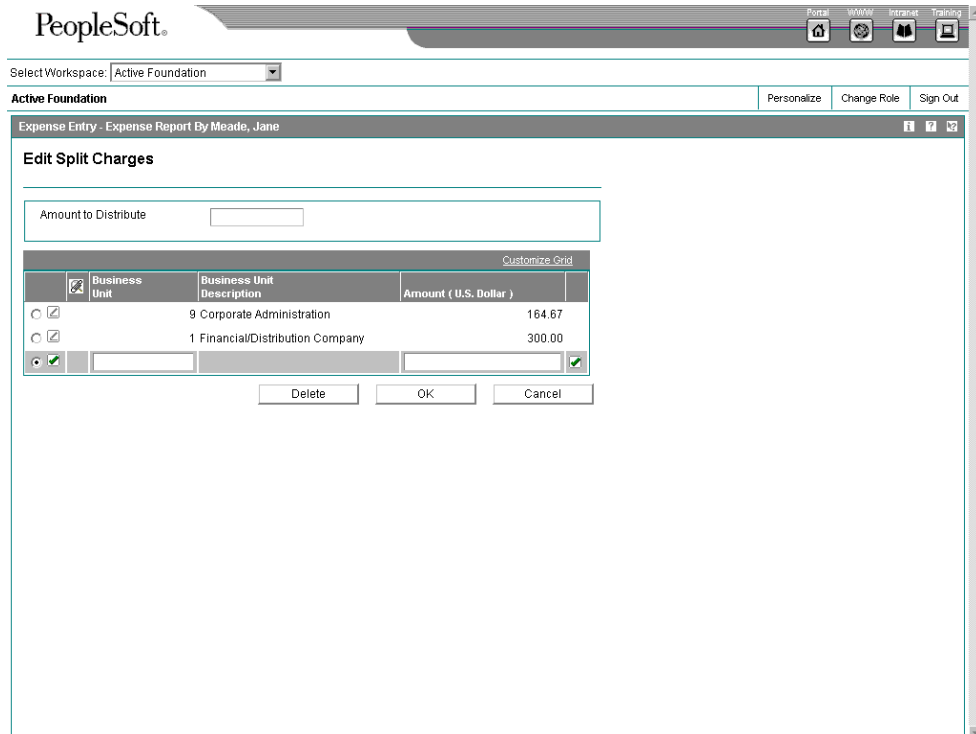 PeopleSoft.
Portal WWW Intranet Training
Select Workspace: Active Foundation
Active Foundation Personalize Change Role Sign Out
Expense Entry - Expense Report By Meade, Jane
Edit Split Charges
Amount to Distribute
Customize Grid
Business Unit Business Unit Description Amount ( U.S. Dollar )
9 Corporate Administration 164.67
1 Financial/Distribution Company 300.00
Delete OK Cancel